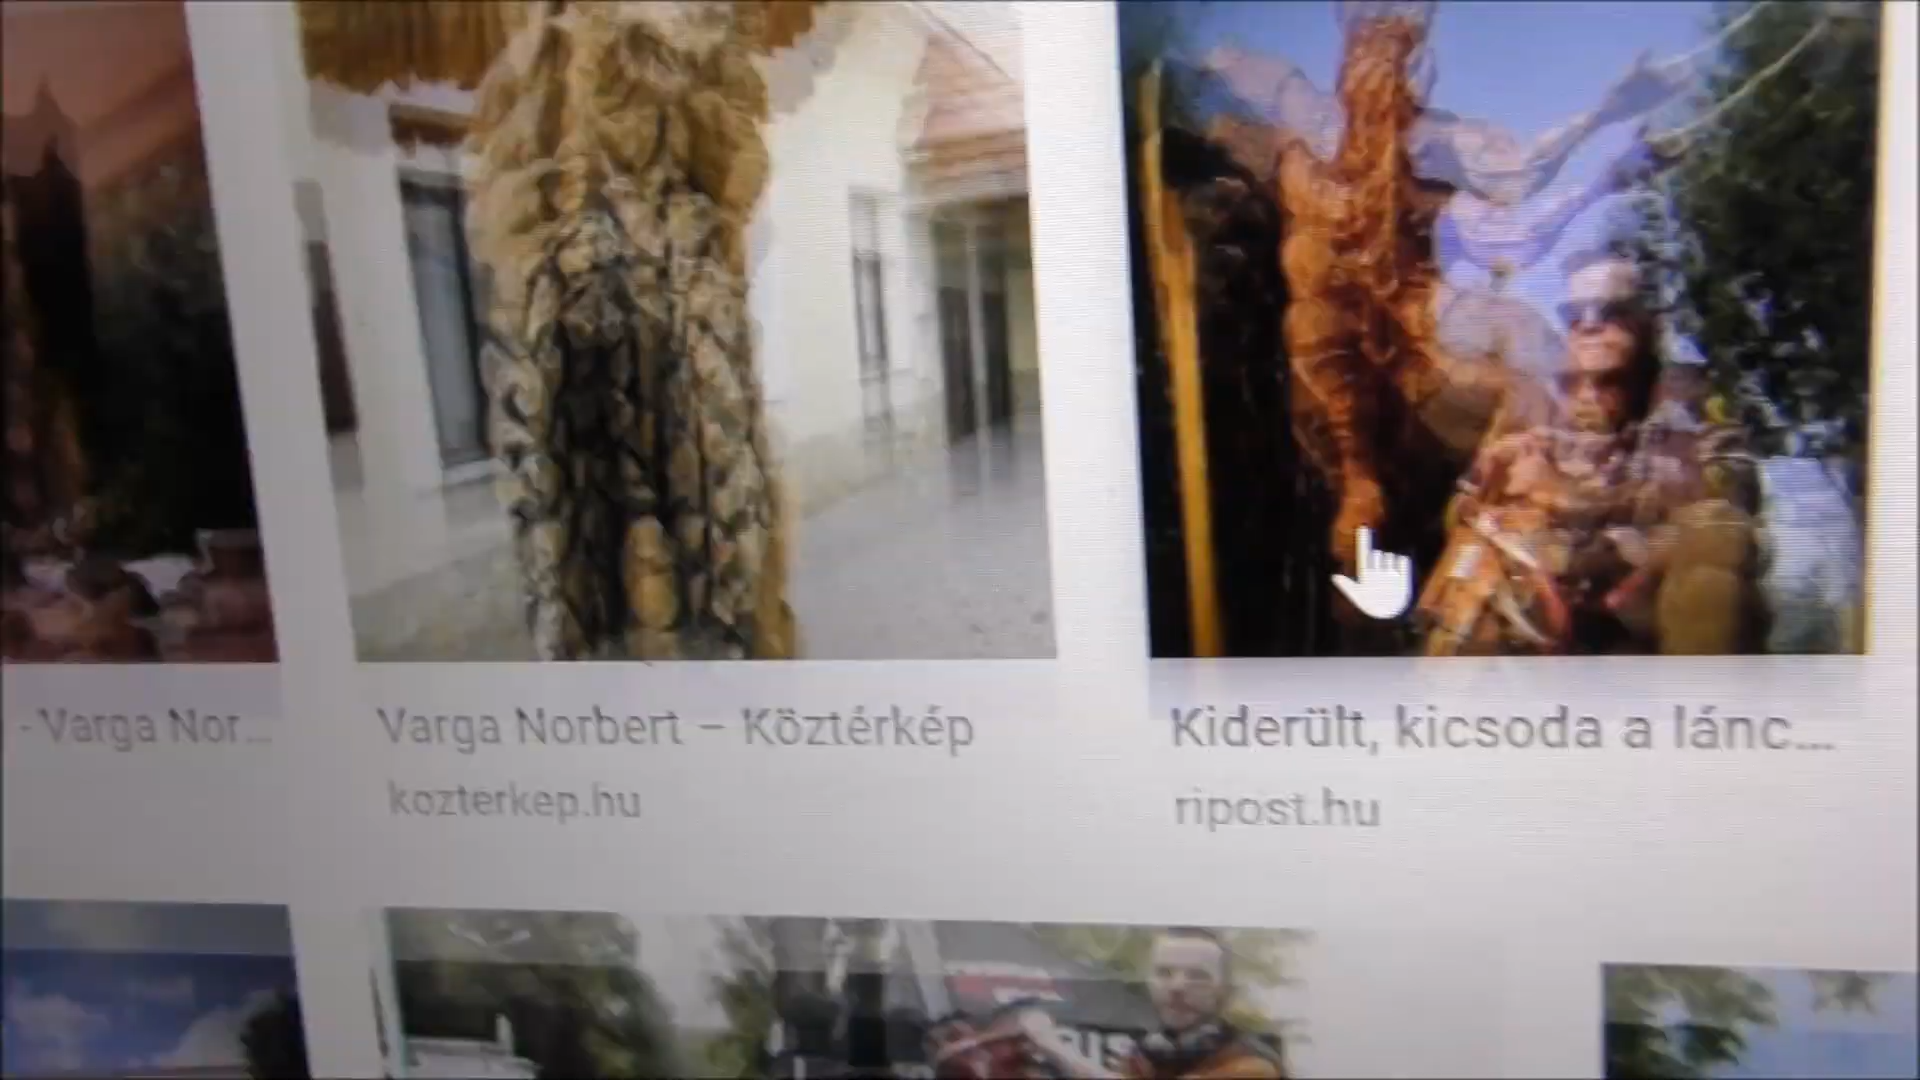 - Varga Nor...
Varga Norbert – Köztérkép
kozterkep.hu
Kiderült, kicsoda a lánc...
ripost.hu